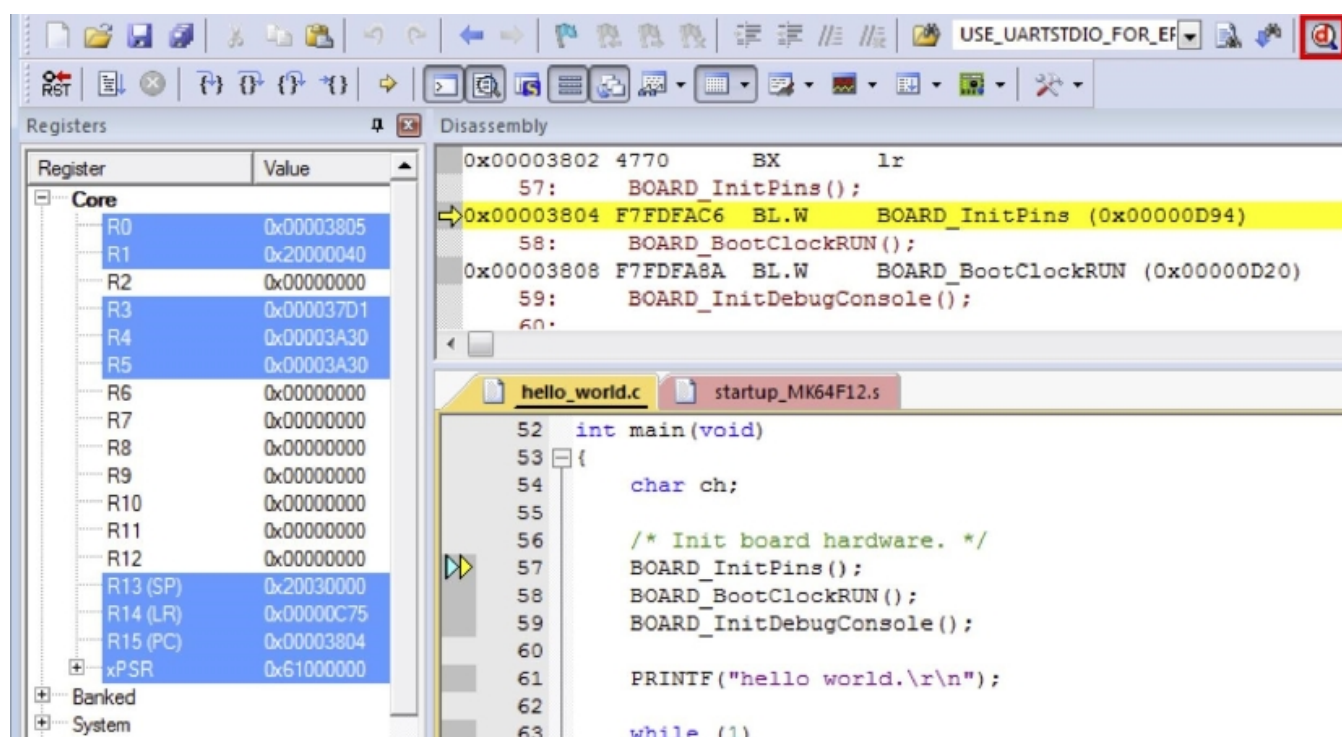 USE_UARTSTDIO_FOR_EF
RST
Registers
Register Value
Core
R0 0x00003805
R1 0x20000040
R2 0x00000000
R3 0x000037D1
R4 0x00003A30
R5 0x00003A30
R6 0x00000000
R7 0x00000000
R8 0x00000000
R9 0x00000000
R10 0x00000000
R11 0x00000000
R12 0x00000000
R13 (SP) 0x20030000
R14 (LR) 0x00000C75
R15 (PC) 0x00003804
xPSR 0x61000000
Banked
System
Disassembly
0x00003802 4770 BX lr
57: BOARD_InitPins();
0x00003804 F7FDFAC6 BL.W BOARD_InitPins (0x00000D94)
58: BOARD_BootClockRUN();
0x00003808 F7FDFA8A BL.W BOARD_BootClockRUN (0x00000D20)
59: BOARD_InitDebugConsole();
60:
hello_world.c startup_MK64F12.s
52 int main(void)
53 {
54 char ch;
55
56 /* Init board hardware. */
57 BOARD_InitPins();
58 BOARD_BootClockRUN();
59 BOARD_InitDebugConsole();
60
61 PRINTF("hello world.\r\n");
62
63 while (1)